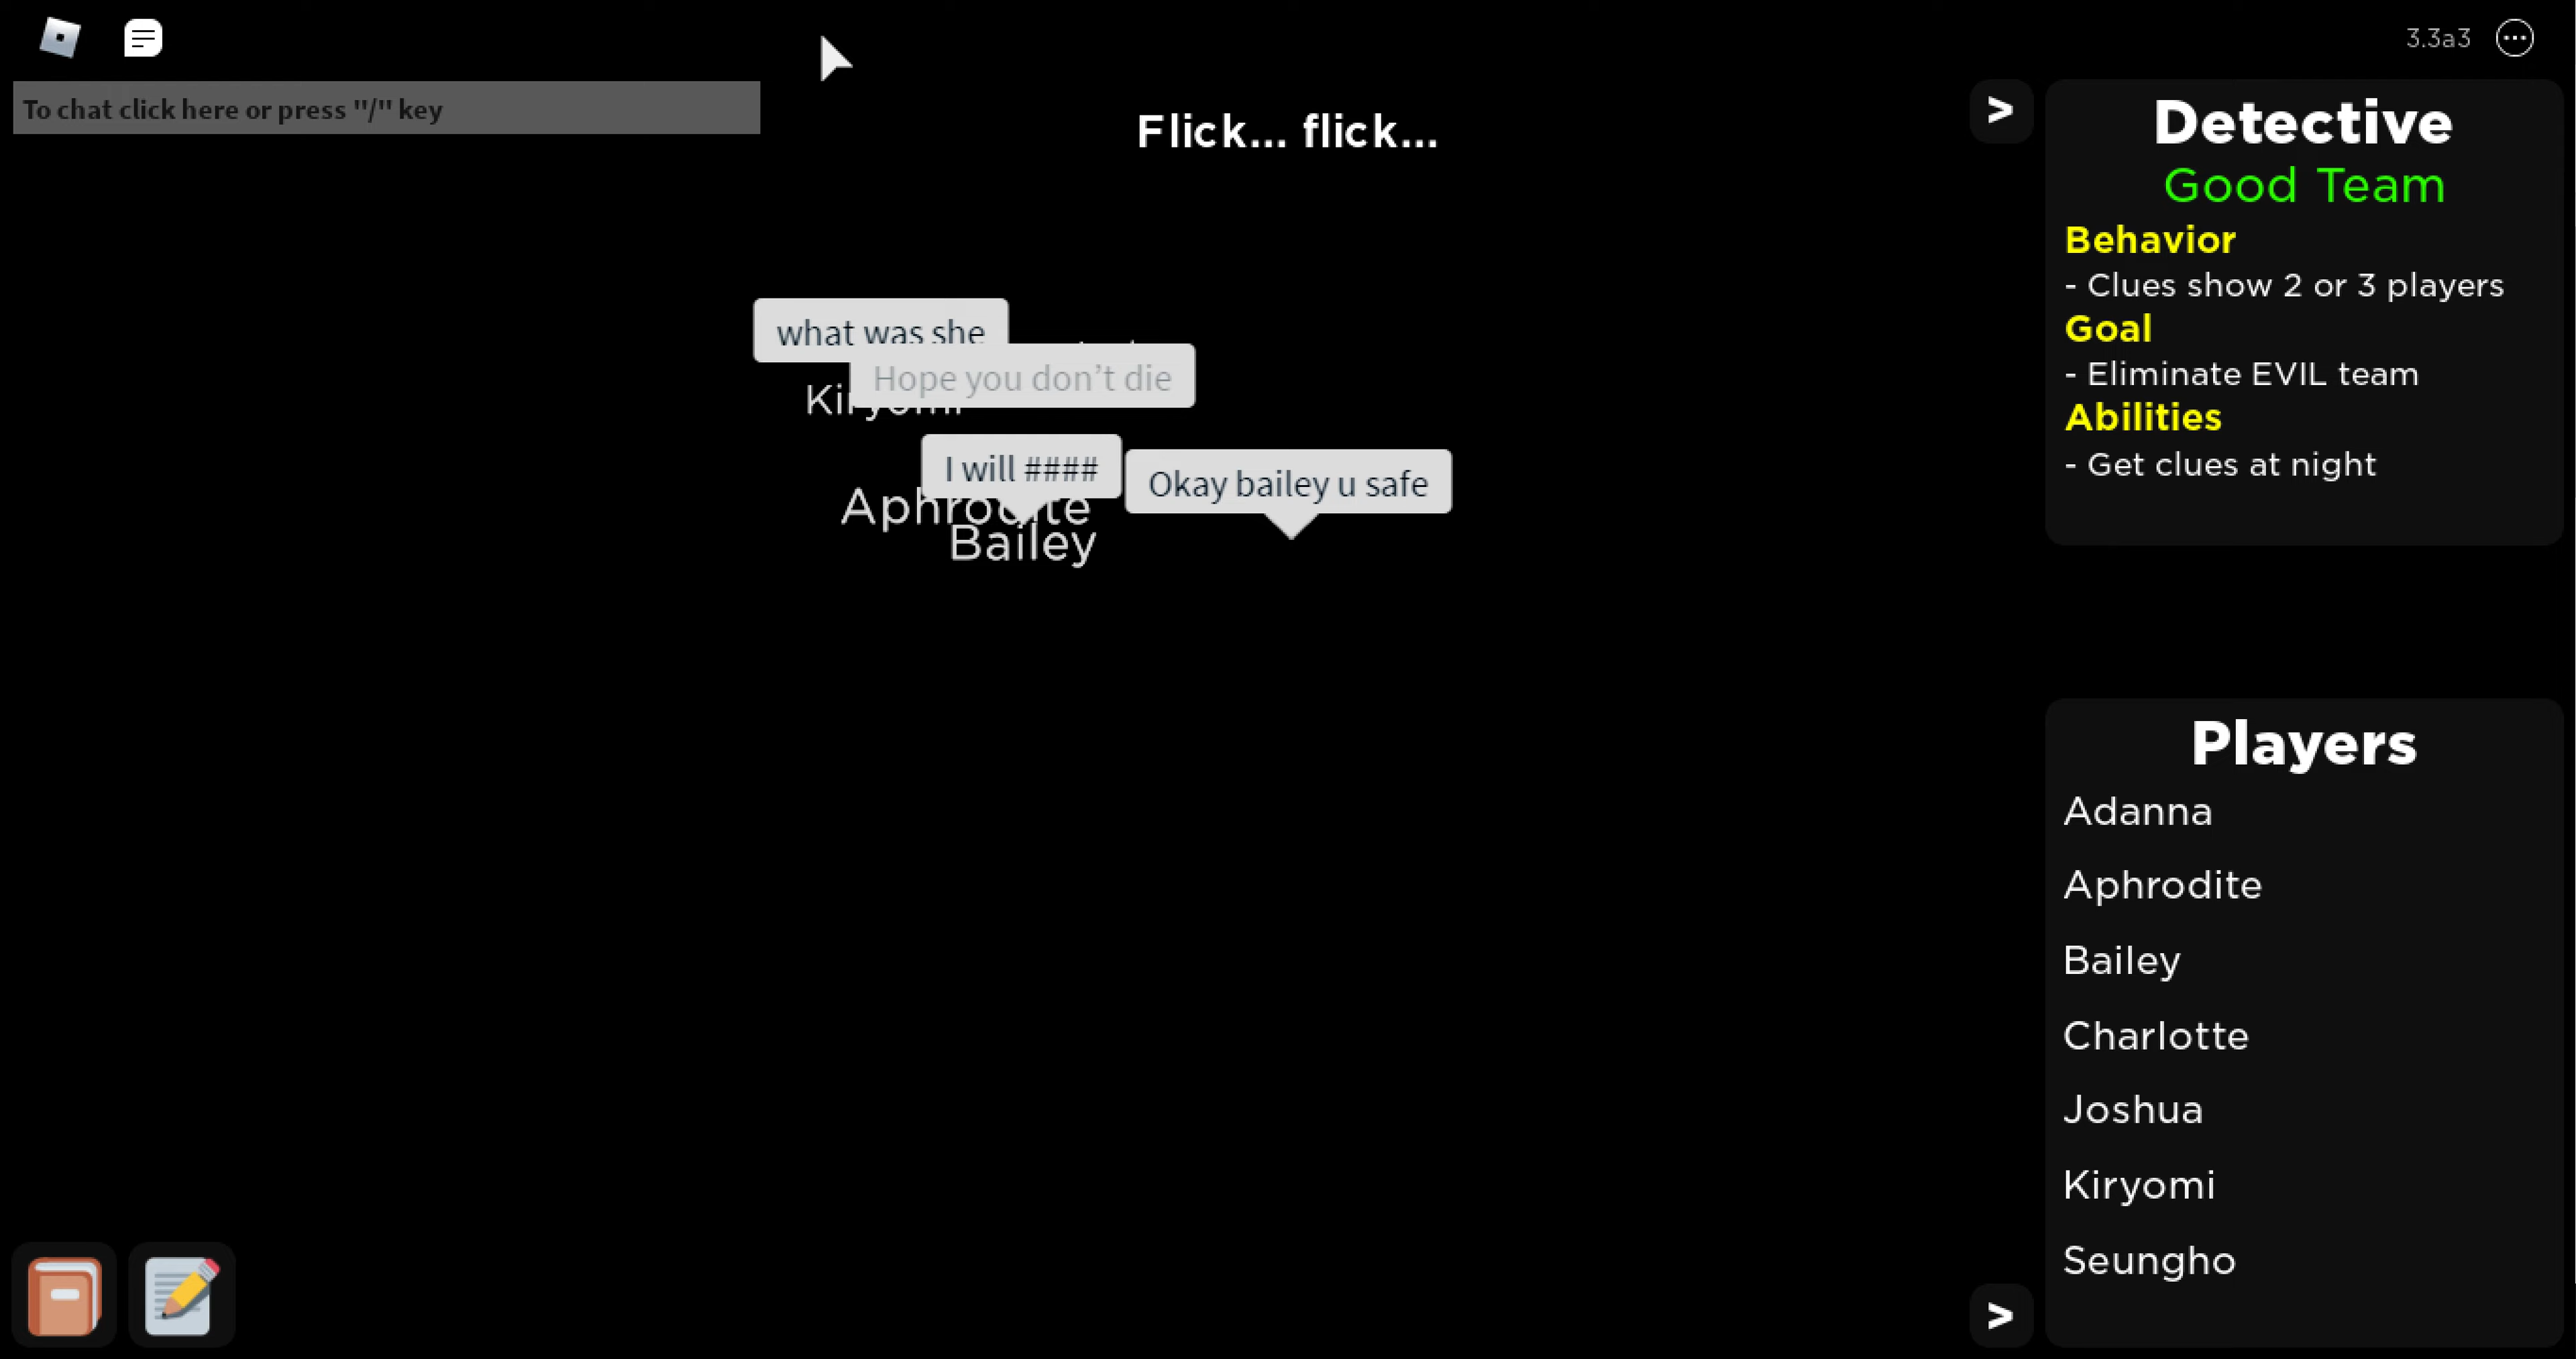 3.3a3
To chat click here or press "/" key
Flick... flick...
what was she
Hope you don't die
Kiryomi
I will ####
Okay bailey u safe
Aphrodite
Bailey
>
Detective
Good Team
Behavior
- Clues show 2 or 3 players
Goal
- Eliminate EVIL team
Abilities
- Get clues at night
Players
Adanna
Aphrodite
Bailey
Charlotte
Joshua
Kiryomi
Seungho
>